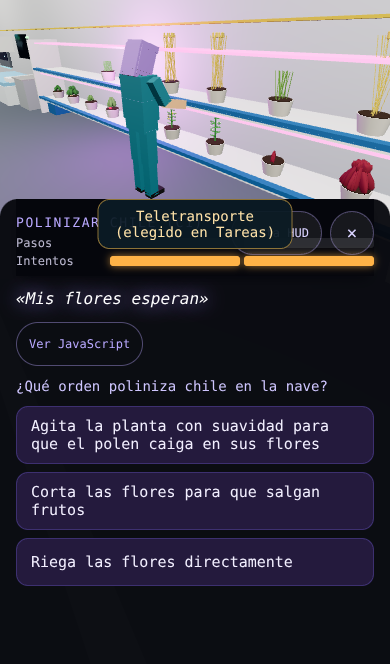 Teletransporte
(elegido en Tareas)
POLINIZAR
HUD
×
Pasos
Intentos
«Mis flores esperan»
Ver JavaScript
¿Qué orden poliniza chile en la nave?
Agita la planta con suavidad para
que el polen caiga en sus flores
Corta las flores para que salgan
frutos
Riega las flores directamente